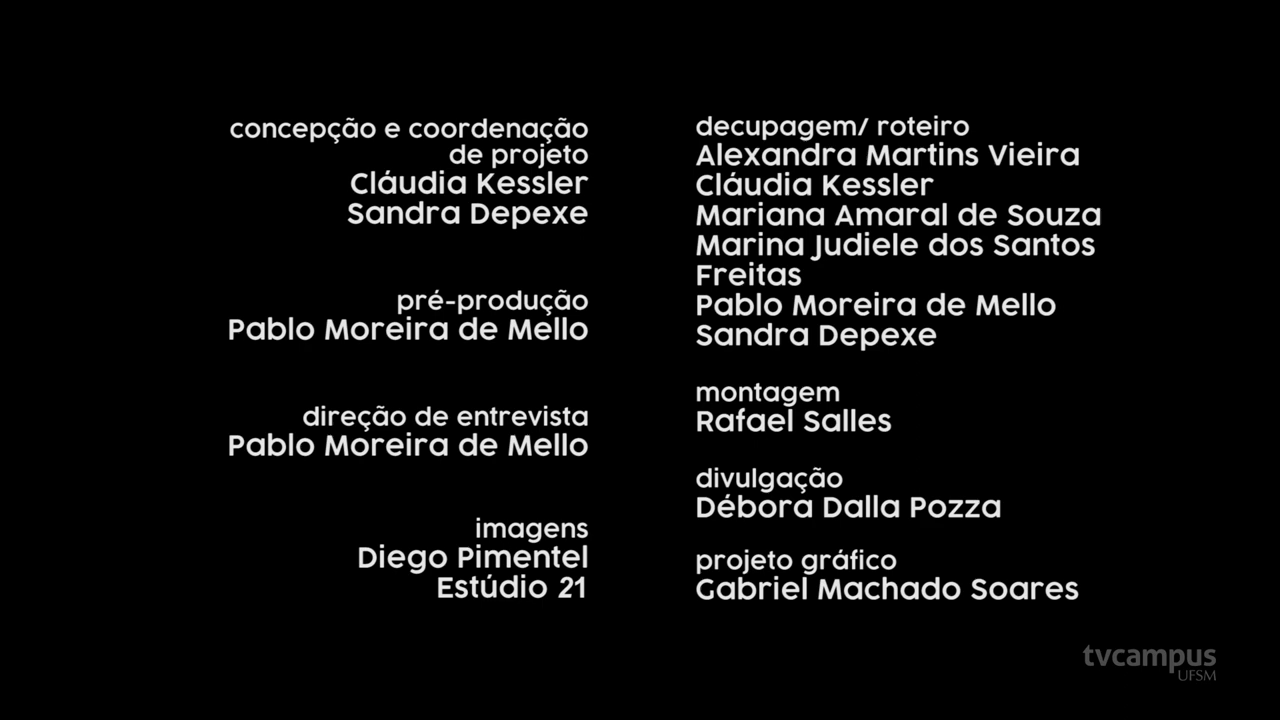 concepção e coordenação
de projeto
Cláudia Kessler
Sandra Depexe
pré-produção
Pablo Moreira de Mello
direção de entrevista
Pablo Moreira de Mello
imagens
Diego Pimentel
Estúdio 21
decupagem/ roteiro
Alexandra Martins Vieira
Cláudia Kessler
Mariana Amaral de Souza
Marina Judiele dos Santos
Freitas
Pablo Moreira de Mello
Sandra Depexe
montagem
Rafael Salles
divulgação
Débora Dalla Pozza
projeto gráfico
Gabriel Machado Soares
tvcampus
UFSM